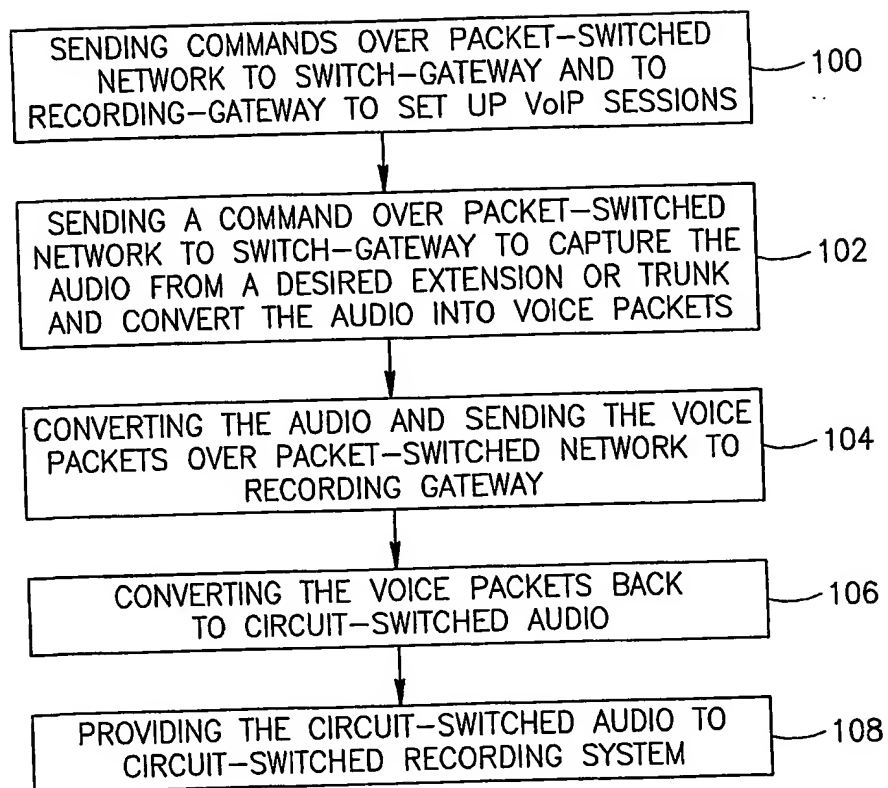 SENDING COMMANDS OVER PACKET-SWITCHED
NETWORK TO SWITCH-GATEWAY AND TO
RECORDING-GATEWAY TO SET UP VoIP SESSIONS
100
SENDING A COMMAND OVER PACKET-SWITCHED
NETWORK TO SWITCH-GATEWAY TO CAPTURE THE
AUDIO FROM A DESIRED EXTENSION OR TRUNK
AND CONVERT THE AUDIO INTO VOICE PACKETS
102
CONVERTING THE AUDIO AND SENDING THE VOICE
PACKETS OVER PACKET-SWITCHED NETWORK TO
RECORDING GATEWAY
104
CONVERTING THE VOICE PACKETS BACK
TO CIRCUIT-SWITCHED AUDIO
106
PROVIDING THE CIRCUIT-SWITCHED AUDIO TO
CIRCUIT-SWITCHED RECORDING SYSTEM
108